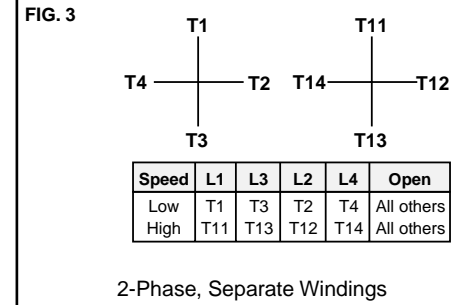 FIG. 3
T1 T11
T4 T2 T14 T12
T3 T13
Speed L1 L3 L2 L4 Open
Low T1 T3 T2 T4 All others
High T11 T13 T12 T14 All others
2-Phase, Separate Windings